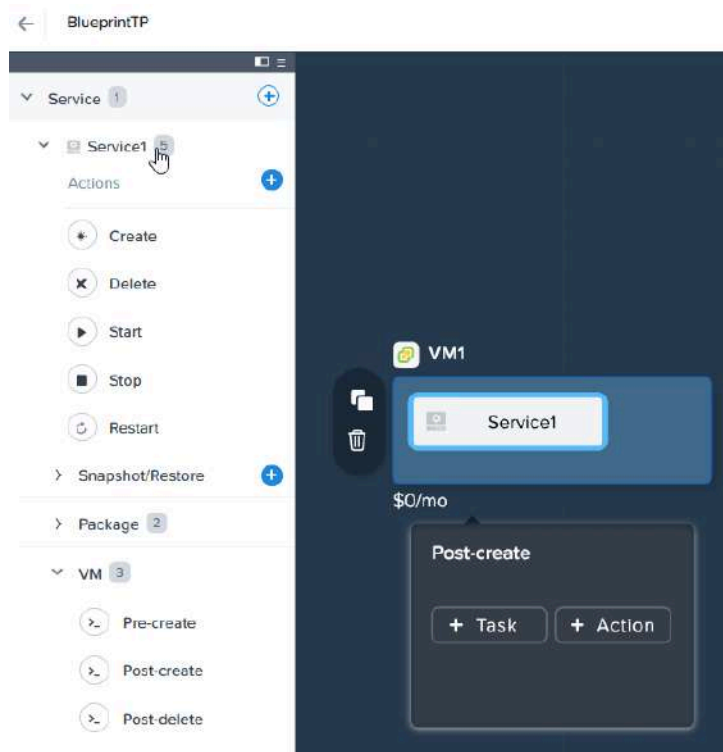 BlueprintTP
Service 1
Service1 5
Actions
Create
Delete
Start
Stop
Restart
Snapshot/Restore
Package 2
VM 3
Pre-create
Post-create
Post-delete
VM1
Service1
$0/mo
Post-create
+ Task + Action